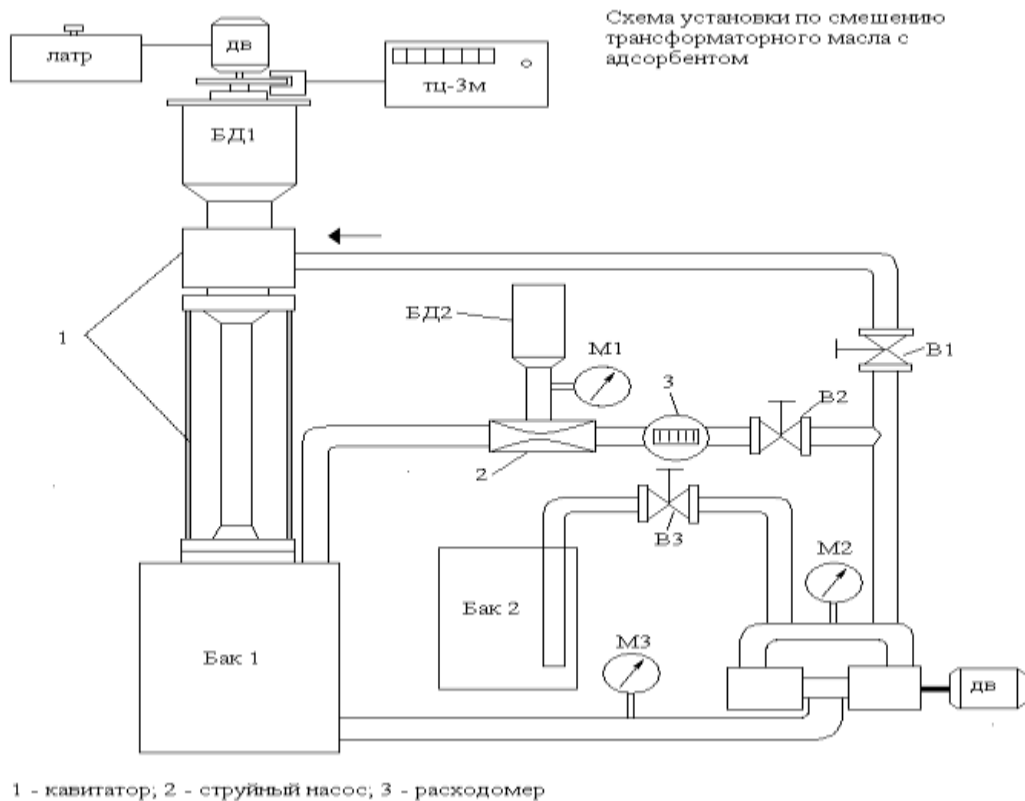 Схема установки по смешению
трансформаторного масла с
адсорбентом
латр
дв
тц-3м
БД1
1
БД2
М1
3
В1
В2
2
В3
М2
Бак 2
М3
Бак 1
дв
1 - кавитатор; 2 - струйный насос; 3 - расходомер